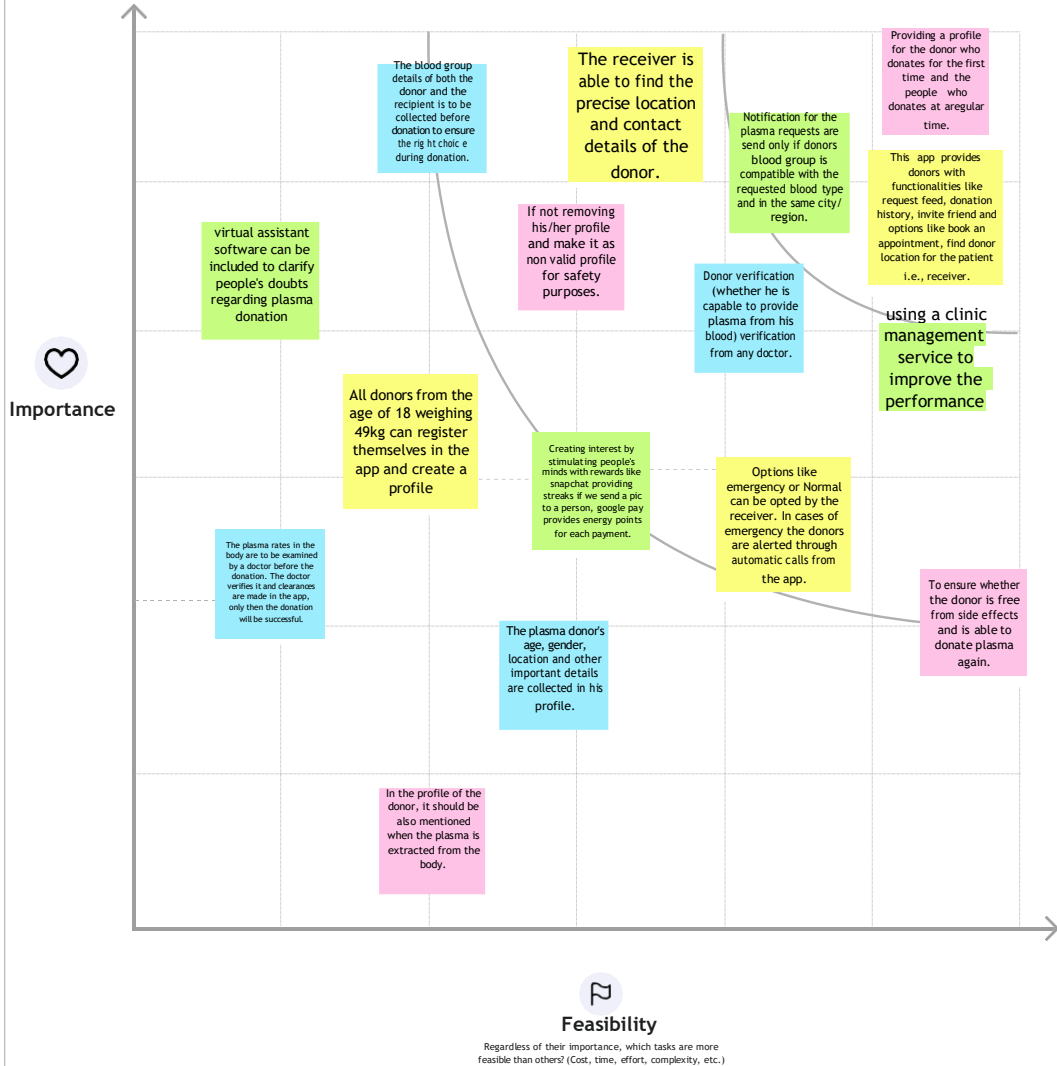 The blood group
details of both the
donor and the
recipient is to be
collected before
donation to ensure
the rig ht choic e
during donation.
The receiver is
able to find the
precise location
and contact
details of the
donor.
Providing a profile
for the donor who
donates for the first
time and the
people who
donates at aregular
time.
Notification for the
plasma requests are
send only if donors
blood group is
compatible with the
requested blood type
and in the same city/
region.
This app provides
donors with
functionalities like
request feed, donation
history, invite friend and
options like book an
appointment, find donor
location for the patient
i.e., receiver.
virtual assistant
software can be
included to clarify
people's doubts
regarding plasma
donation
If not removing
his/her profile
and make it as
non valid profile
for safety
purposes.
Donor verification
(whether he is
capable to provide
plasma from his
blood) verification
from any doctor.
using a clinic
management
service to
improve the
performance
Importance
All donors from the
age of 18 weighing
49kg can register
themselves in the
app and create a
profile
Creating interest by
stimulating people's
minds with rewards like
snapchat providing
streaks if we send a pic
to a person, google pay
provides energy points
for each payment.
Options like
emergency or Normal
can be opted by the
receiver. In cases of
emergency the donors
are alerted through
automatic calls from
the app.
The plasma rates in the
body are to be examined
by a doctor before the
donation. The doctor
verifies it and clearances
are made in the app,
only then the donation
will be successful.
To ensure whether
the donor is free
from side effects
and is able to
donate plasma
again.
The plasma donor's
age, gender,
location and other
important details
are collected in his
profile.
In the profile of the
donor, it should be
also mentioned
when the plasma is
extracted from the
body.
Feasibility
Regardless of their importance, which tasks are more
feasible than others? (Cost, time, effort, complexity, etc.)